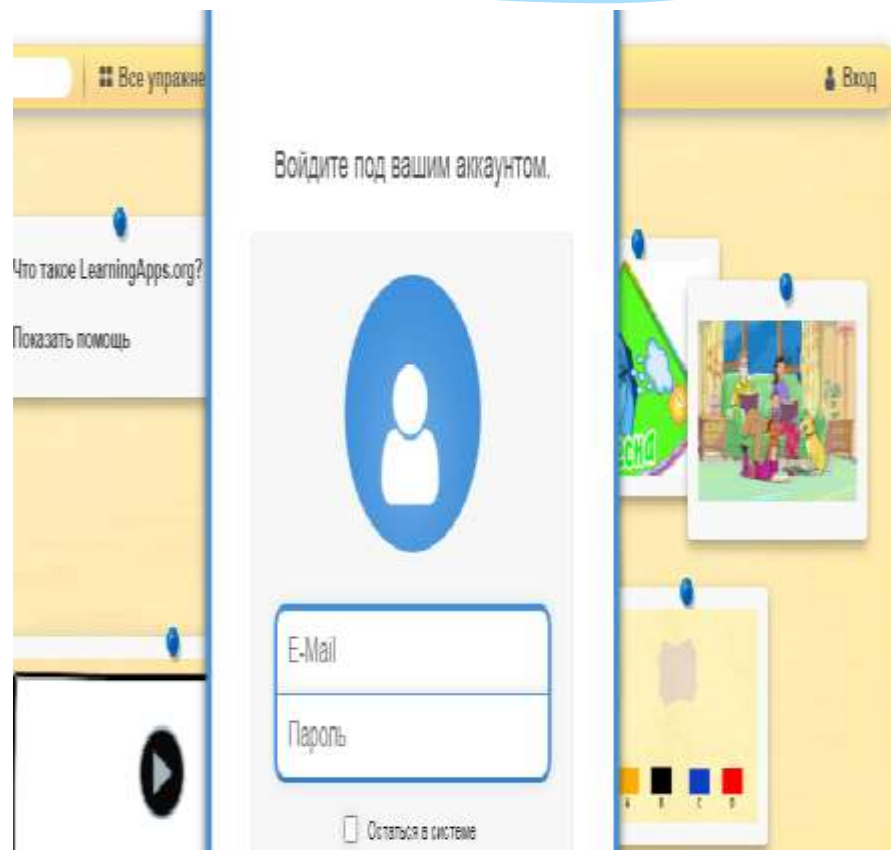 Все упражне
Вход
Войдите под вашим аккаунтом.
Что такое LearningApps.org?
Показать помощь
E-Mail
Пароль
Остаться в системе
A B C D